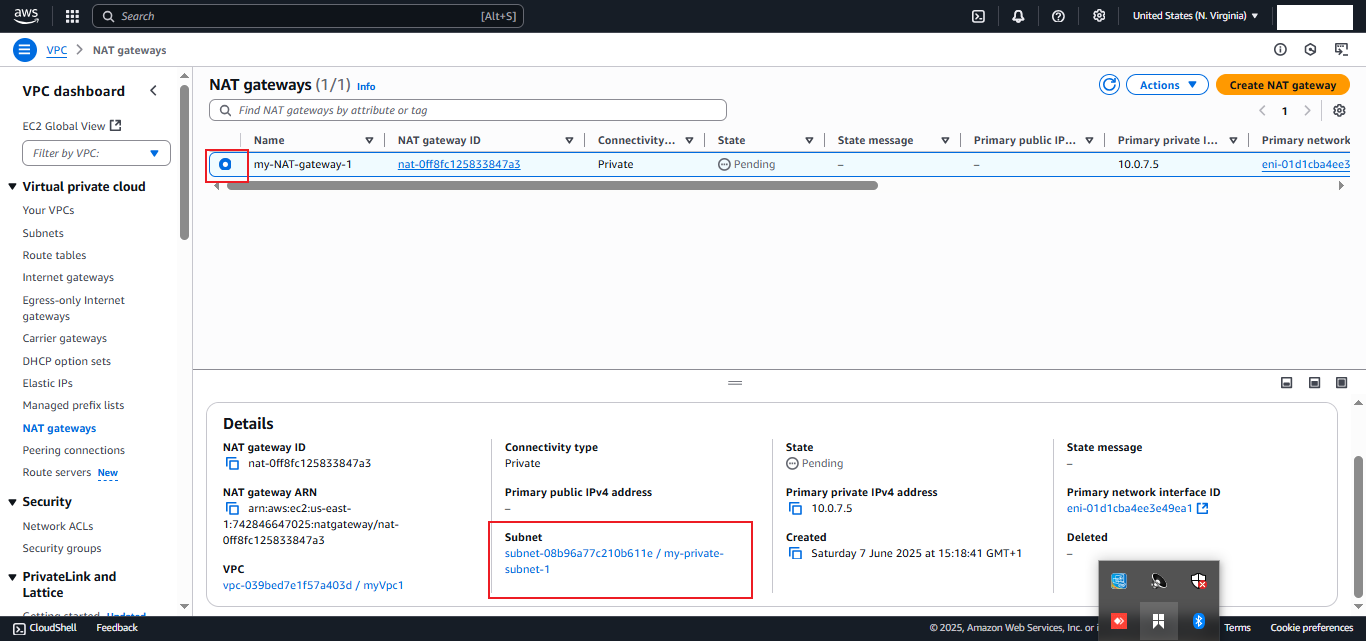 aws
Search [Alt+S]
United States (N. Virginia)
VPC > NAT gateways
VPC dashboard
EC2 Global View
Filter by VPC:
Virtual private cloud
Your VPCs
Subnets
Route tables
Internet gateways
Egress-only Internet
gateways
Carrier gateways
DHCP option sets
Elastic IPs
Managed prefix lists
NAT gateways
Peering connections
Route servers New
Security
Network ACLs
Security groups
PrivateLink and
Lattice
Getting started Updated
NAT gateways (1/1) Info
Actions
Create NAT gateway
Find NAT gateways by attribute or tag
1
Name NAT gateway ID Connectivity... State State message Primary public IP... Primary private I... Primary network
my-NAT-gateway-1 nat-0ff8fc125833847a3 Private Pending – – 10.0.7.5 eni-01d1cba4ee3
Details
NAT gateway ID
nat-0ff8fc125833847a3
NAT gateway ARN
arn:aws:ec2:us-east-
1:742846647025:natgateway/nat-
0ff8fc125833847a3
VPC
vpc-039bed7e1f57a403d / myVpc1
Connectivity type
Private
Primary public IPv4 address
–
Subnet
subnet-08b96a77c210b611e / my-private-
subnet-1
State
Pending
Primary private IPv4 address
10.0.7.5
Created
Saturday 7 June 2025 at 15:18:41 GMT+1
State message
–
Primary network interface ID
eni-01d1cba4ee3e49ea1
Deleted
–
CloudShell Feedback
© 2025, Amazon Web Services, Inc. or i
Terms Cookie preferences